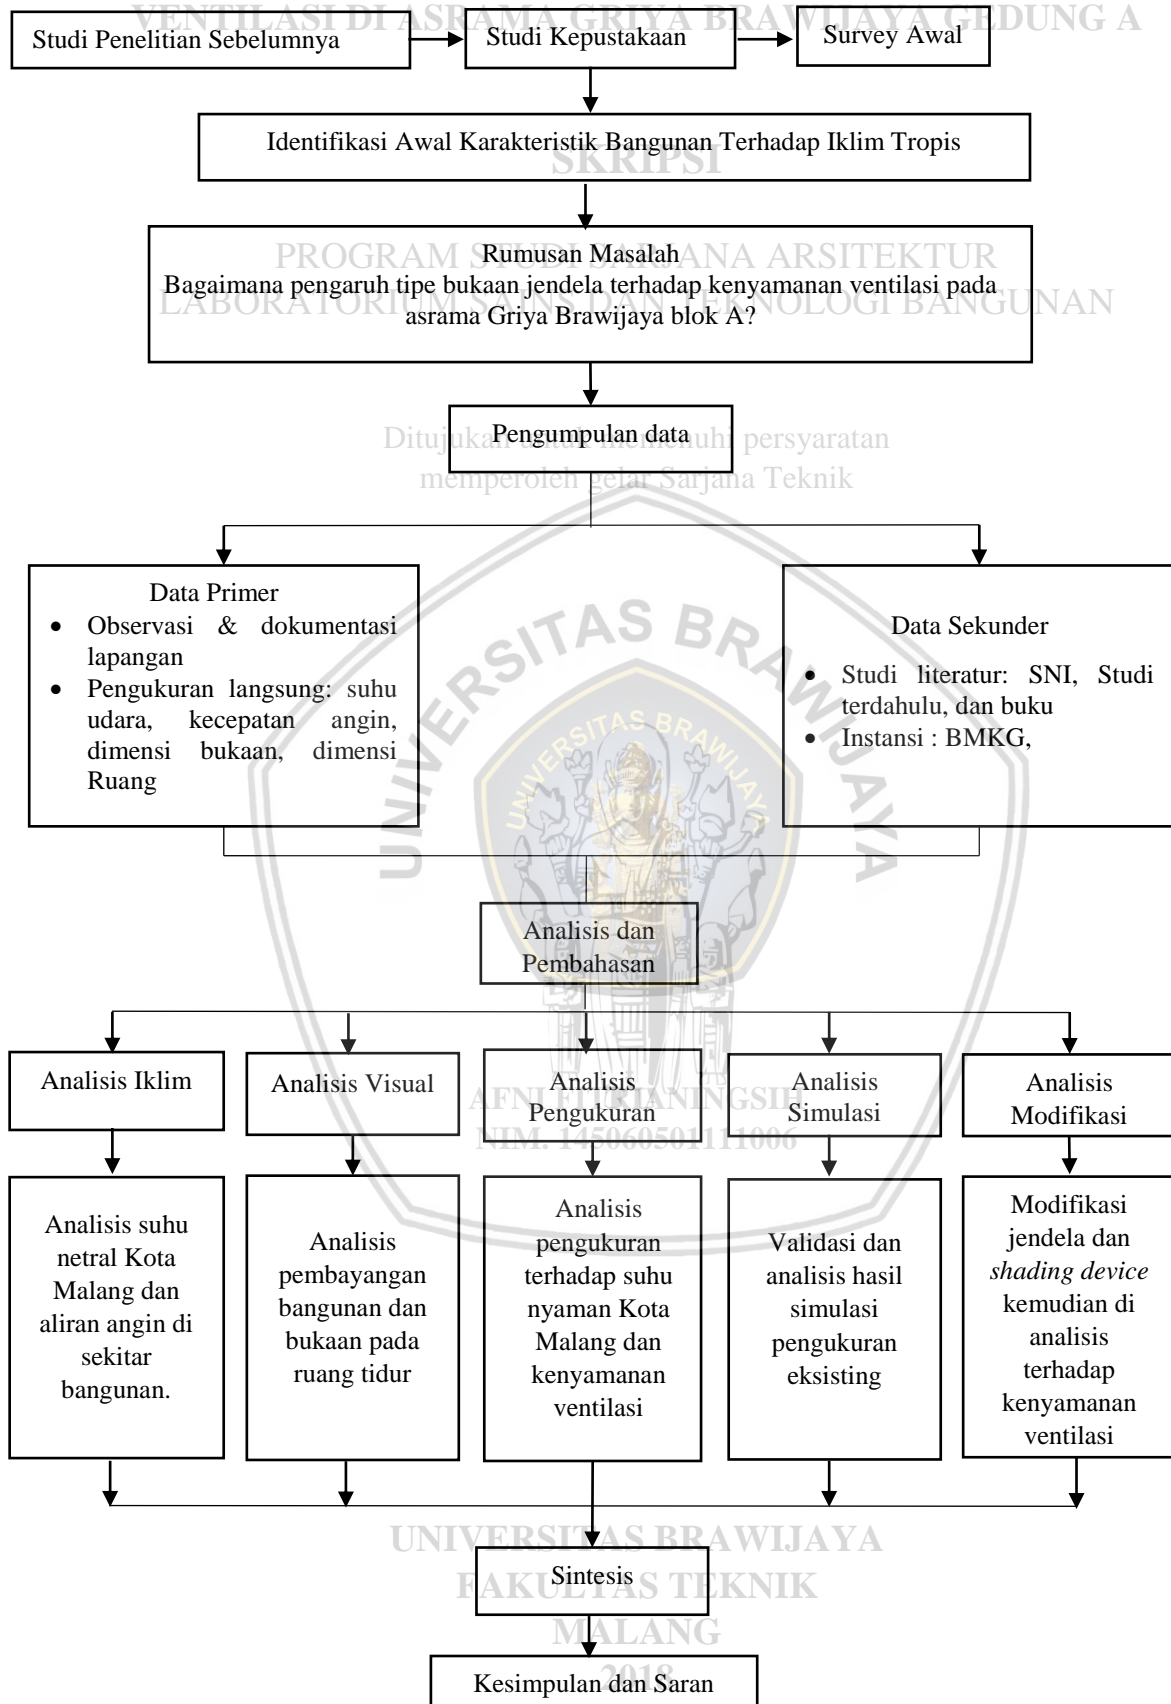 VENTILASI DI ASRAMA GRIYA BRAWIJAYA GEDUNG A
Studi Penelitian Sebelumnya
Studi Kepustakaan
Survey Awal
Identifikasi Awal Karakteristik Bangunan Terhadap Iklim Tropis
SKRIPSI
PROGRAM STUDI SARJANA ARSITEKTUR
LABORATORIUM SAINS DAN TEKNOLOGI BANGUNAN
Rumusan Masalah
Bagaimana pengaruh tipe bukaan jendela terhadap kenyamanan ventilasi pada
asrama Griya Brawijaya blok A?
Pengumpulan data
Ditujukan untuk memenuhi persyaratan
memperoleh gelar Sarjana Teknik
Data Primer
• Observasi & dokumentasi
lapangan
• Pengukuran langsung: suhu
udara, kecepatan angin,
dimensi bukaan, dimensi
Ruang
Data Sekunder
• Studi literatur: SNI, Studi
terdahulu, dan buku
• Instansi : BMKG,
UNIVERSITAS BRAWIJAYA
UNIVERSITAS BRAWIJAYA
Analisis dan
Pembahasan
Analisis Iklim
Analisis Visual
Analisis
Pengukuran
Analisis
Simulasi
Analisis
Modifikasi
AFNI FITRIANINGSIH
NIM. 145060501111006
Analisis suhu
netral Kota
Malang dan
aliran angin di
sekitar
bangunan.
Analisis
pembayangan
bangunan dan
bukaan pada
ruang tidur
Analisis
pengukuran
terhadap suhu
nyaman Kota
Malang dan
kenyamanan
ventilasi
Validasi dan
analisis hasil
simulasi
pengukuran
eksisting
Modifikasi
jendela dan
shading device
kemudian di
analisis
terhadap
kenyamanan
ventilasi
UNIVERSITAS BRAWIJAYA
FAKULTAS TEKNIK
MALANG
2018
Sintesis
Kesimpulan dan Saran